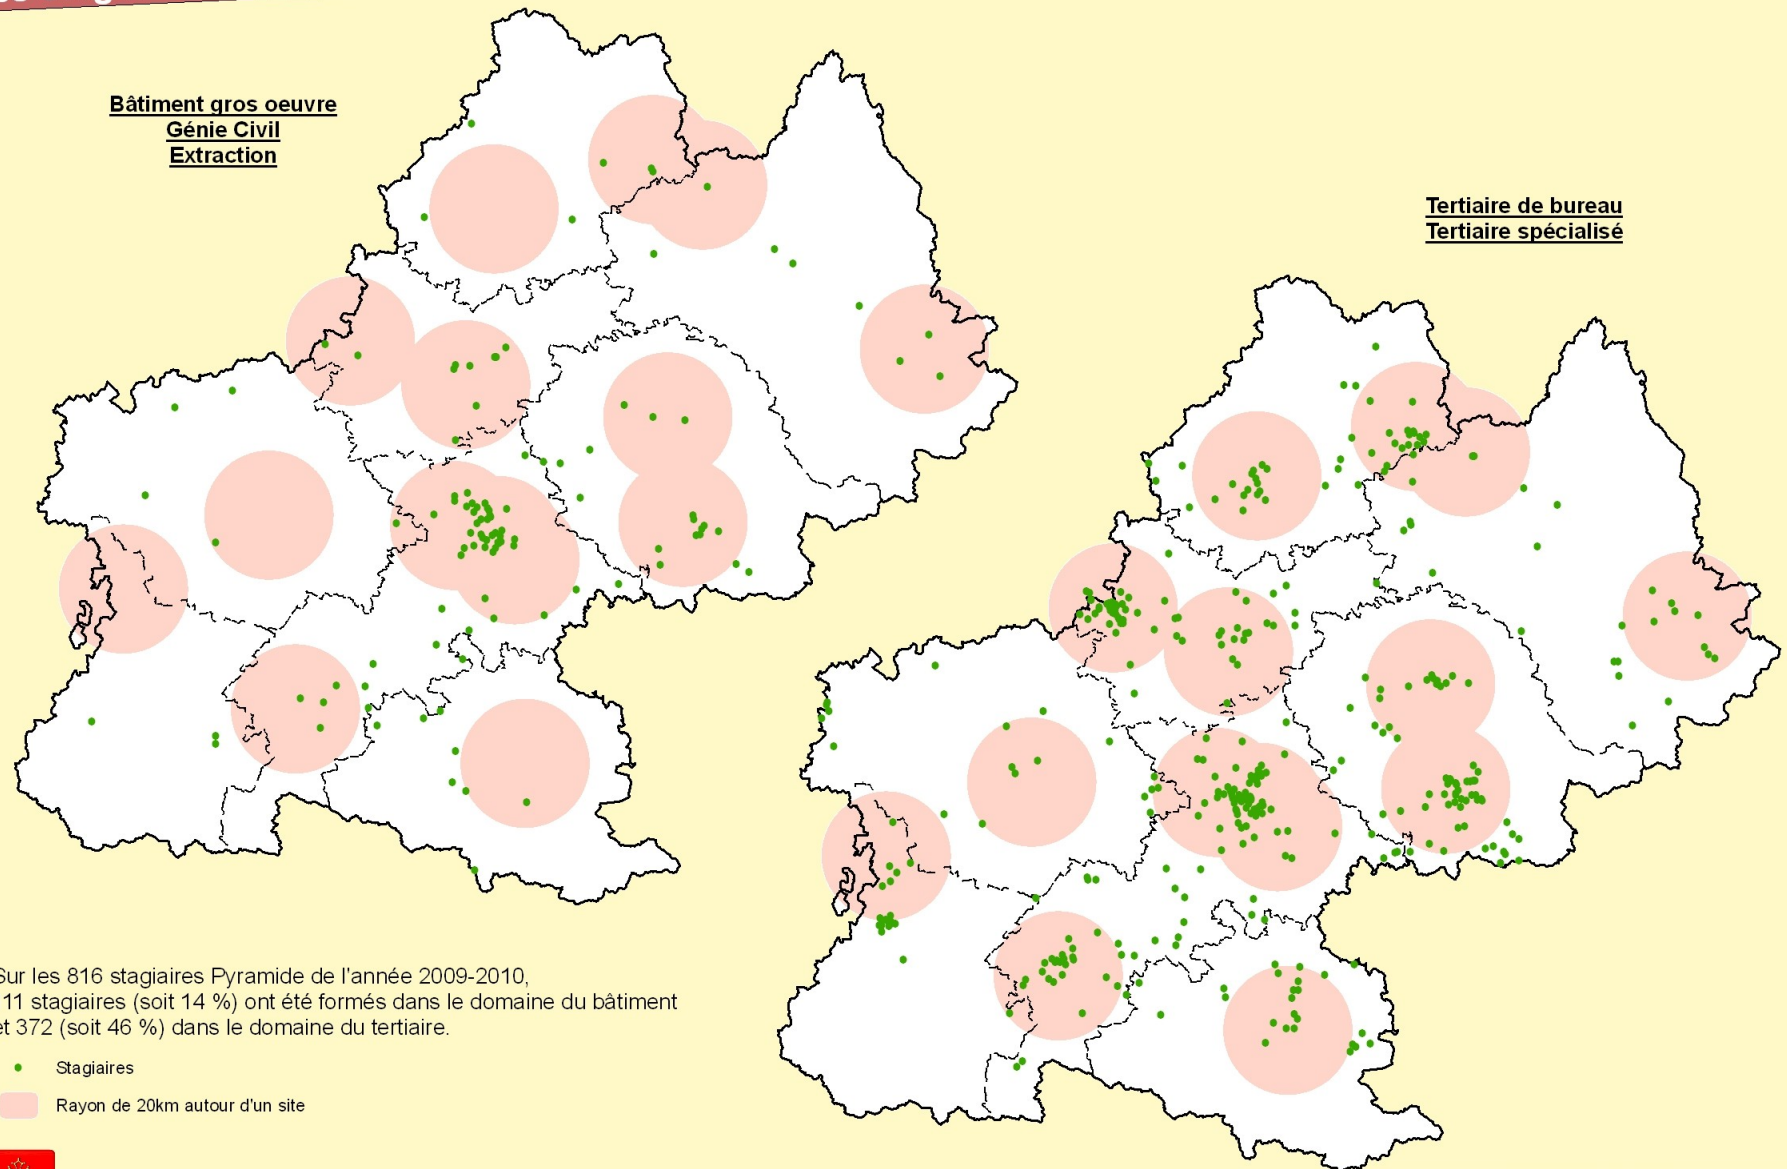 Bâtiment gros oeuvre
Génie Civil
Extraction
Tertiaire de bureau
Tertiaire spécialisé
Sur les 816 stagiaires Pyramide de l'année 2009-2010,
11 stagiaires (soit 14 %) ont été formés dans le domaine du bâtiment
et 372 (soit 46 %) dans le domaine du tertiaire.
Stagiaires
Rayon de 20km autour d'un site